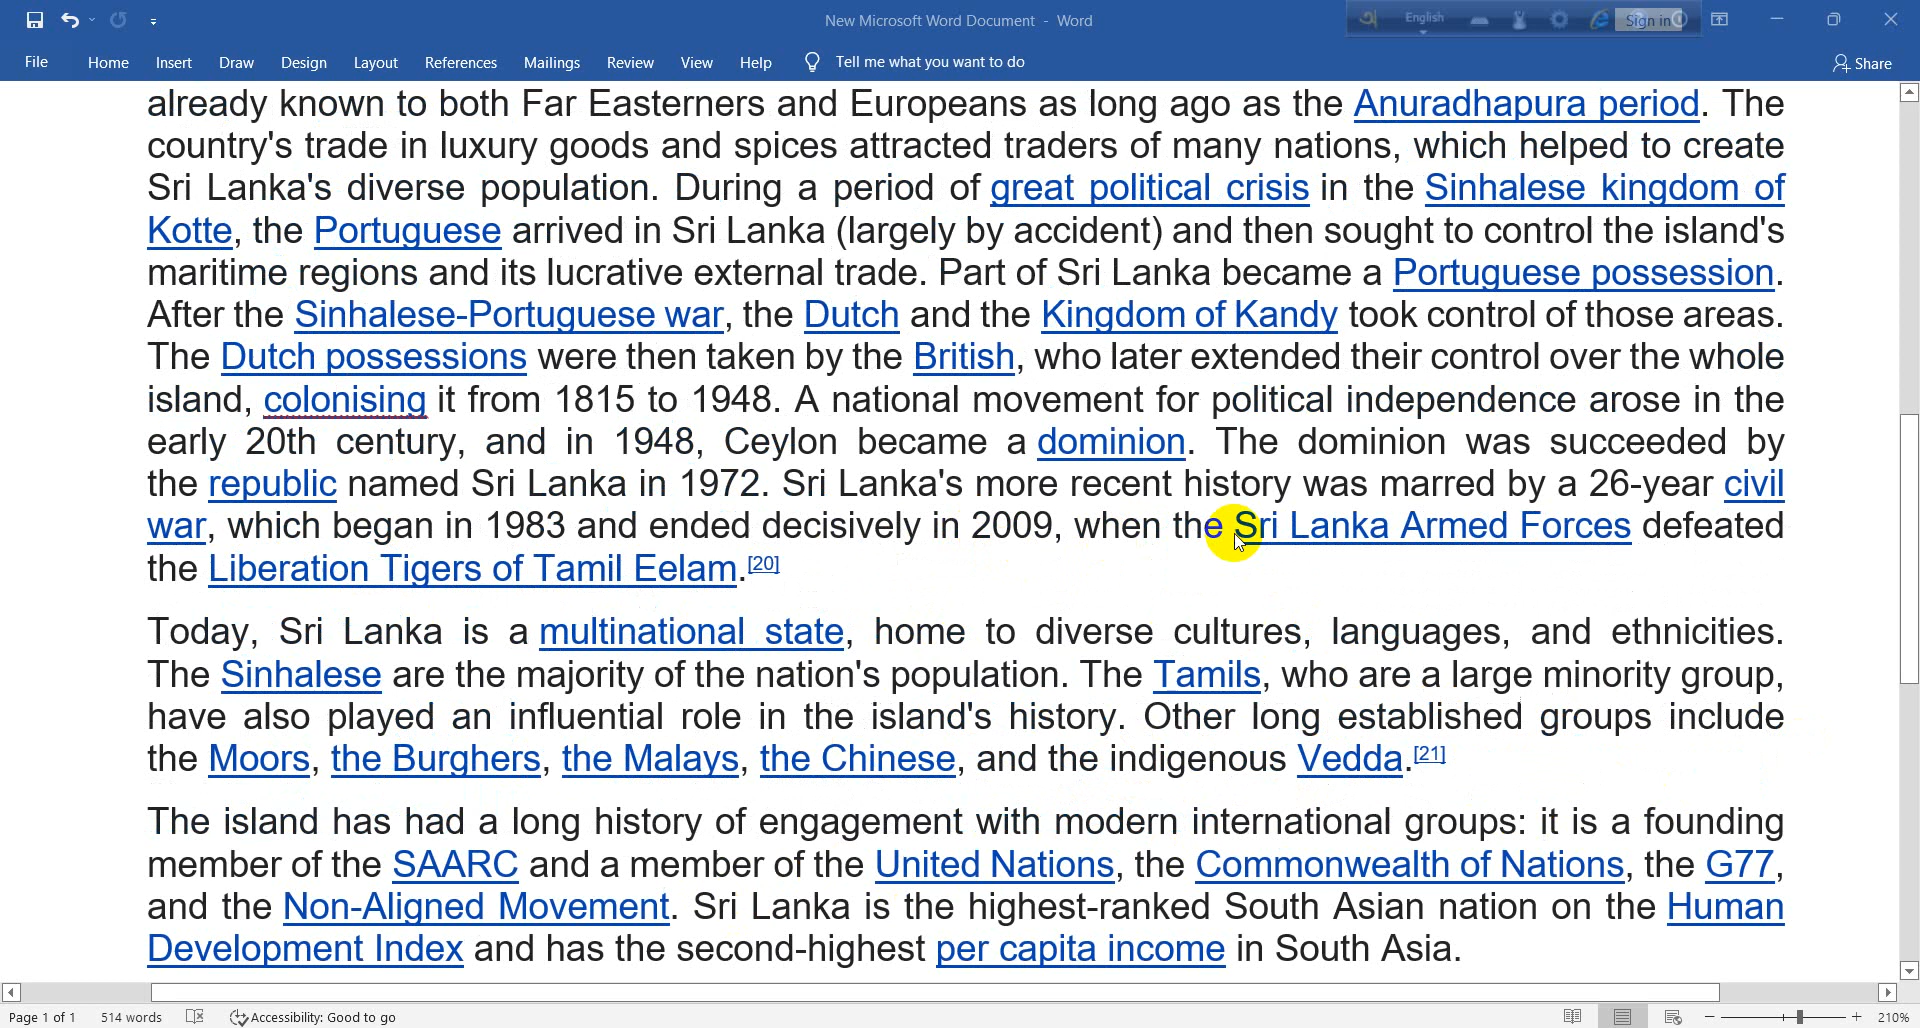 New Microsoft Word Document - Word
English
Sign in
File Home Insert Draw Design Layout References Mailings Review View Help Tell me what you want to do
Share
already known to both Far Easterners and Europeans as long ago as the Anuradhapura period. The
country's trade in luxury goods and spices attracted traders of many nations, which helped to create
Sri Lanka's diverse population. During a period of great political crisis in the Sinhalese kingdom of
Kotte, the Portuguese arrived in Sri Lanka (largely by accident) and then sought to control the island's
maritime regions and its lucrative external trade. Part of Sri Lanka became a Portuguese possession.
After the Sinhalese-Portuguese war, the Dutch and the Kingdom of Kandy took control of those areas.
The Dutch possessions were then taken by the British, who later extended their control over the whole
island, colonising it from 1815 to 1948. A national movement for political independence arose in the
early 20th century, and in 1948, Ceylon became a dominion. The dominion was succeeded by
the republic named Sri Lanka in 1972. Sri Lanka's more recent history was marred by a 26-year civil
war, which began in 1983 and ended decisively in 2009, when the Sri Lanka Armed Forces defeated
the Liberation Tigers of Tamil Eelam.[20]
Today, Sri Lanka is a multinational state, home to diverse cultures, languages, and ethnicities.
The Sinhalese are the majority of the nation's population. The Tamils, who are a large minority group,
have also played an influential role in the island's history. Other long established groups include
the Moors, the Burghers, the Malays, the Chinese, and the indigenous Vedda.[21]
The island has had a long history of engagement with modern international groups: it is a founding
member of the SAARC and a member of the United Nations, the Commonwealth of Nations, the G77,
and the Non-Aligned Movement. Sri Lanka is the highest-ranked South Asian nation on the Human
Development Index and has the second-highest per capita income in South Asia.
Page 1 of 1 514 words Accessibility: Good to go 210%